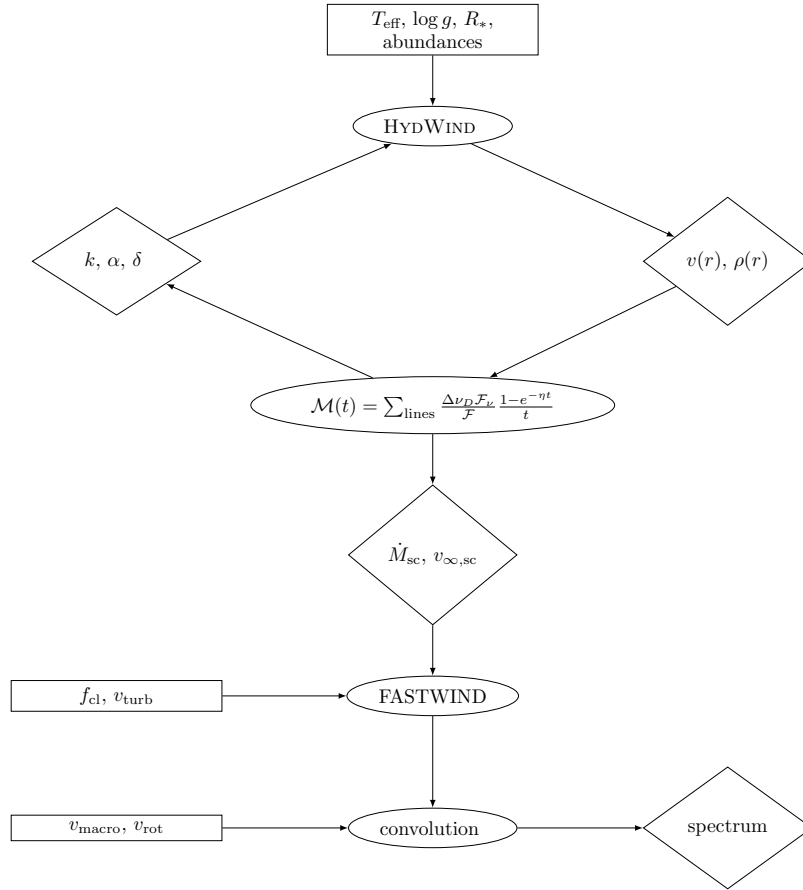 T_eff, log g, R_*,
abundances
HYDWIND
k, α, δ
v(r), ρ(r)
M(t) = ∑_lines (Δν_D F_ν / F) (1−e^{−ηt} / t)
Ṁ_sc, v_∞,sc
f_cl, v_turb
FASTWIND
v_macro, v_rot
convolution
spectrum